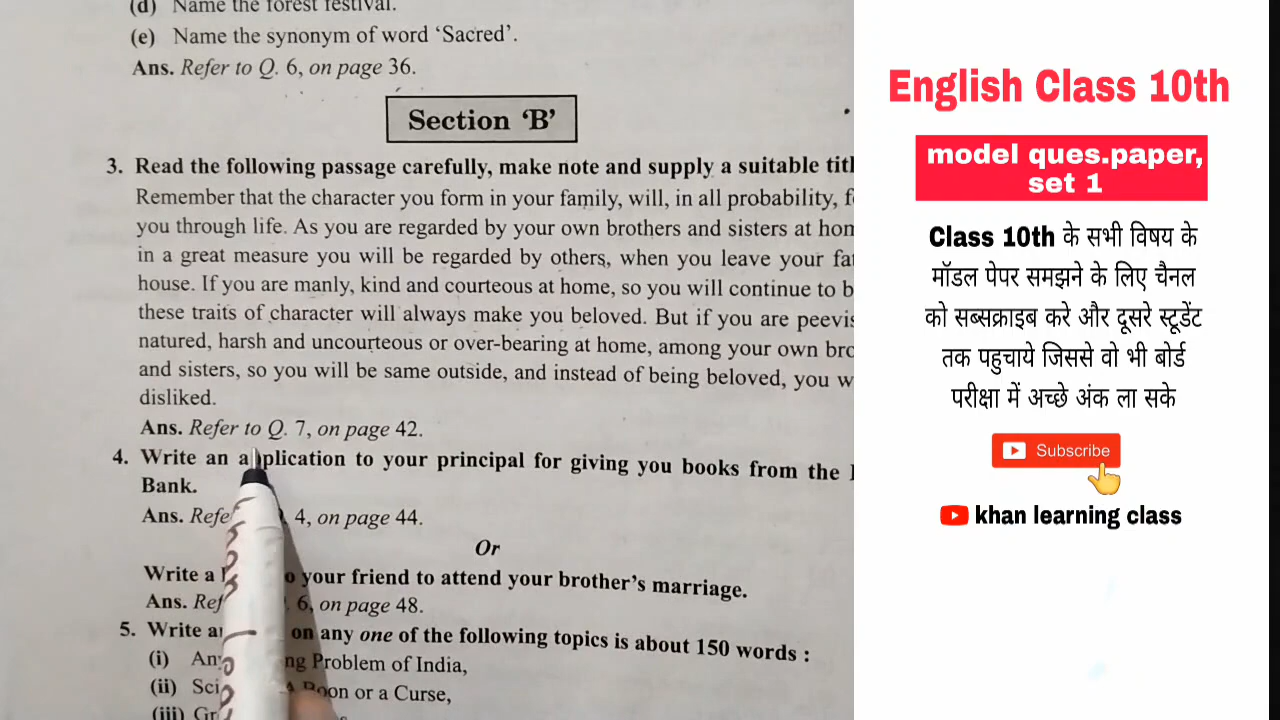 (d) Name the forest festival.
(e) Name the synonym of word ‘Sacred’.
Ans. Refer to Q. 6, on page 36.
Section ‘B’
3. Read the following passage carefully, make note and supply a suitable
Remember that the character you form in your family, will, in all probability,
you through life. As you are regarded by your own brothers and sisters at
in a great measure you will be regarded by others, when you leave your
house. If you are manly, kind and courteous at home, so you will continue to
these traits of character will always make you beloved. But if you are
natured, harsh and uncourteous or over-bearing at home, among your own
and sisters, so you will be same outside, and instead of being beloved, you
disliked.
Ans. Refer to Q. 7, on page 42.
4. Write an application to your principal for giving you books from the
Bank.
Ans. 4, on page 44.
Or
Write a your friend to attend your brother’s marriage.
Ans. 6, on page 48.
5. Write on any one of the following topics is about 150 words :
(i) Problem of India,
(ii) Boon or a Curse,
(iii)
English Class 10th
model ques.paper,
set 1
Class 10th के सभी विषय के
मॉडल पेपर समझने के लिए चैनल
को सब्सक्राइब करे और दूसरे स्टूडेंट
तक पहुचाये जिससे वो भी बोर्ड
परीक्षा में अच्छे अंक ला सके
Subscribe
khan learning class